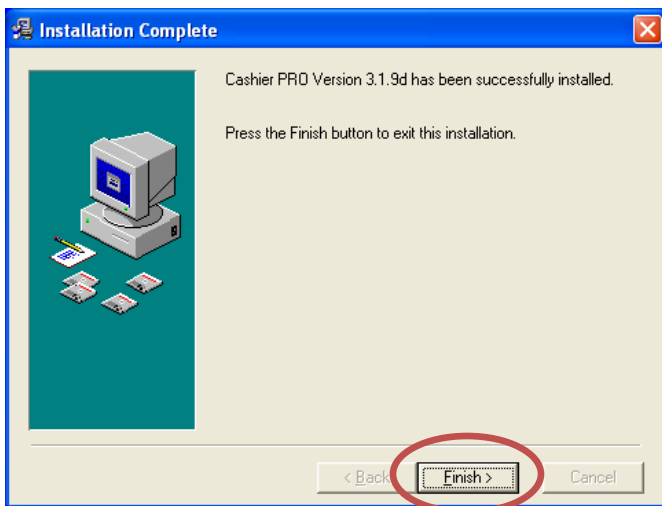 Installation Complete
Cashier PRO Version 3.1.9d has been successfully installed.
Press the Finish button to exit this installation.
< Back
Finish >
Cancel